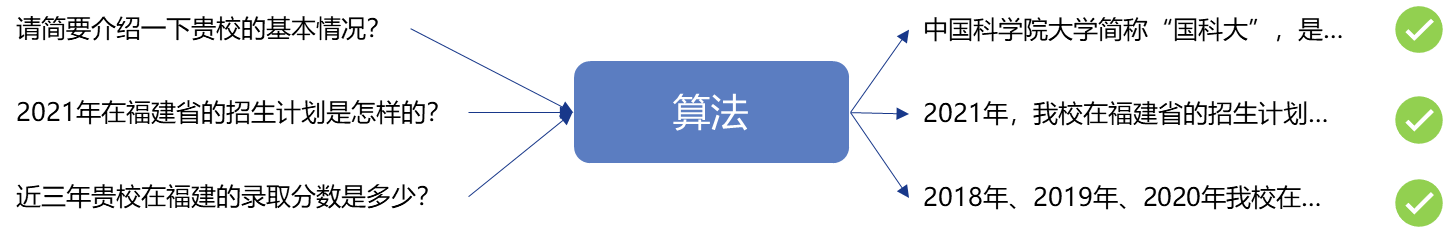 请简要介绍一下贵校的基本情况？
中国科学院大学简称“国科大”，是...
2021年在福建省的招生计划是怎样的？
算法
2021年，我校在福建省的招生计划...
近三年贵校在福建的录取分数是多少？
2018年、2019年、2020年我校在...